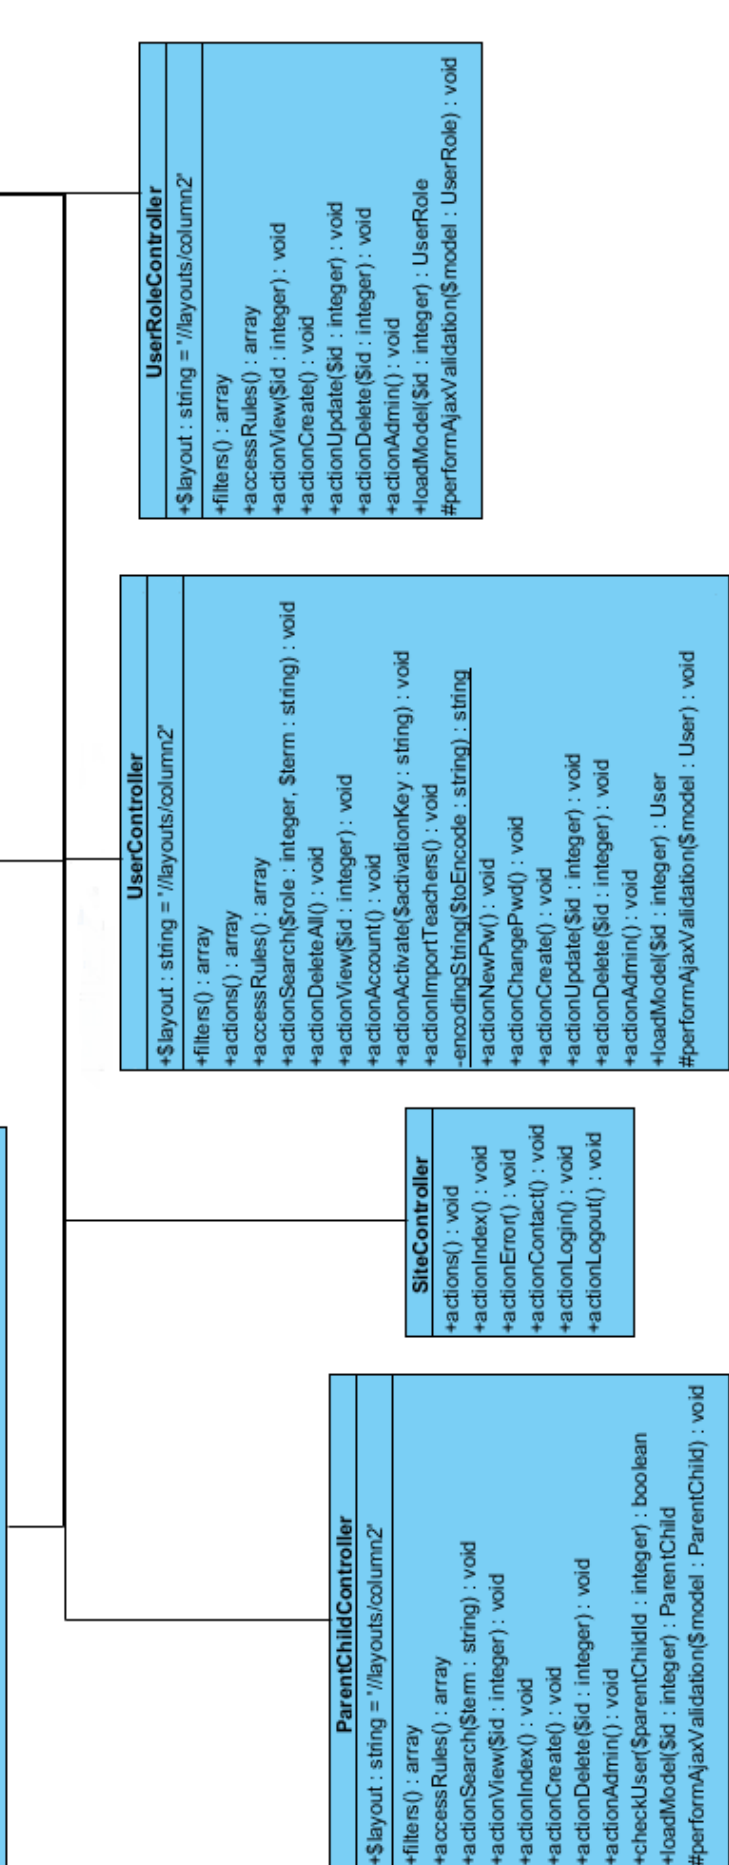 UserRoleController
+$layout : string = '//layouts/column2'
+filters() : array
+accessRules() : array
+actionView($id : integer) : void
+actionCreate() : void
+actionUpdate($id : integer) : void
+actionDelete($id : integer) : void
+actionAdmin() : void
+loadModel($id : integer) : UserRole
#performAjaxValidation($model : UserRole) : void
UserController
+$layout : string = '//layouts/column2'
+filters() : array
+actions() : array
+accessRules() : array
+actionSearch($role : integer, $term : string) : void
+actionDeleteAll() : void
+actionView($id : integer) : void
+actionAccount() : void
+actionActivate($activationKey : string) : void
+actionImportTeachers() : void
-encodingString($toEncode : string) : string
+actionNewPw() : void
+actionChangePwd() : void
+actionCreate() : void
+actionUpdate($id : integer) : void
+actionDelete($id : integer) : void
+actionAdmin() : void
+loadModel($id : integer) : User
#performAjaxValidation($model : User) : void
SiteController
+actions() : void
+actionIndex() : void
+actionError() : void
+actionContact() : void
+actionLogin() : void
+actionLogout() : void
ParentChildController
+$layout : string = '//layouts/column2'
+filters() : array
+accessRules() : array
+actionSearch($term : string) : void
+actionView($id : integer) : void
+actionIndex() : void
+actionCreate() : void
+actionDelete($id : integer) : void
+actionAdmin() : void
+checkUser($parentChildId : integer) : boolean
+loadModel($id : integer) : ParentChild
#performAjaxValidation($model : ParentChild) : void